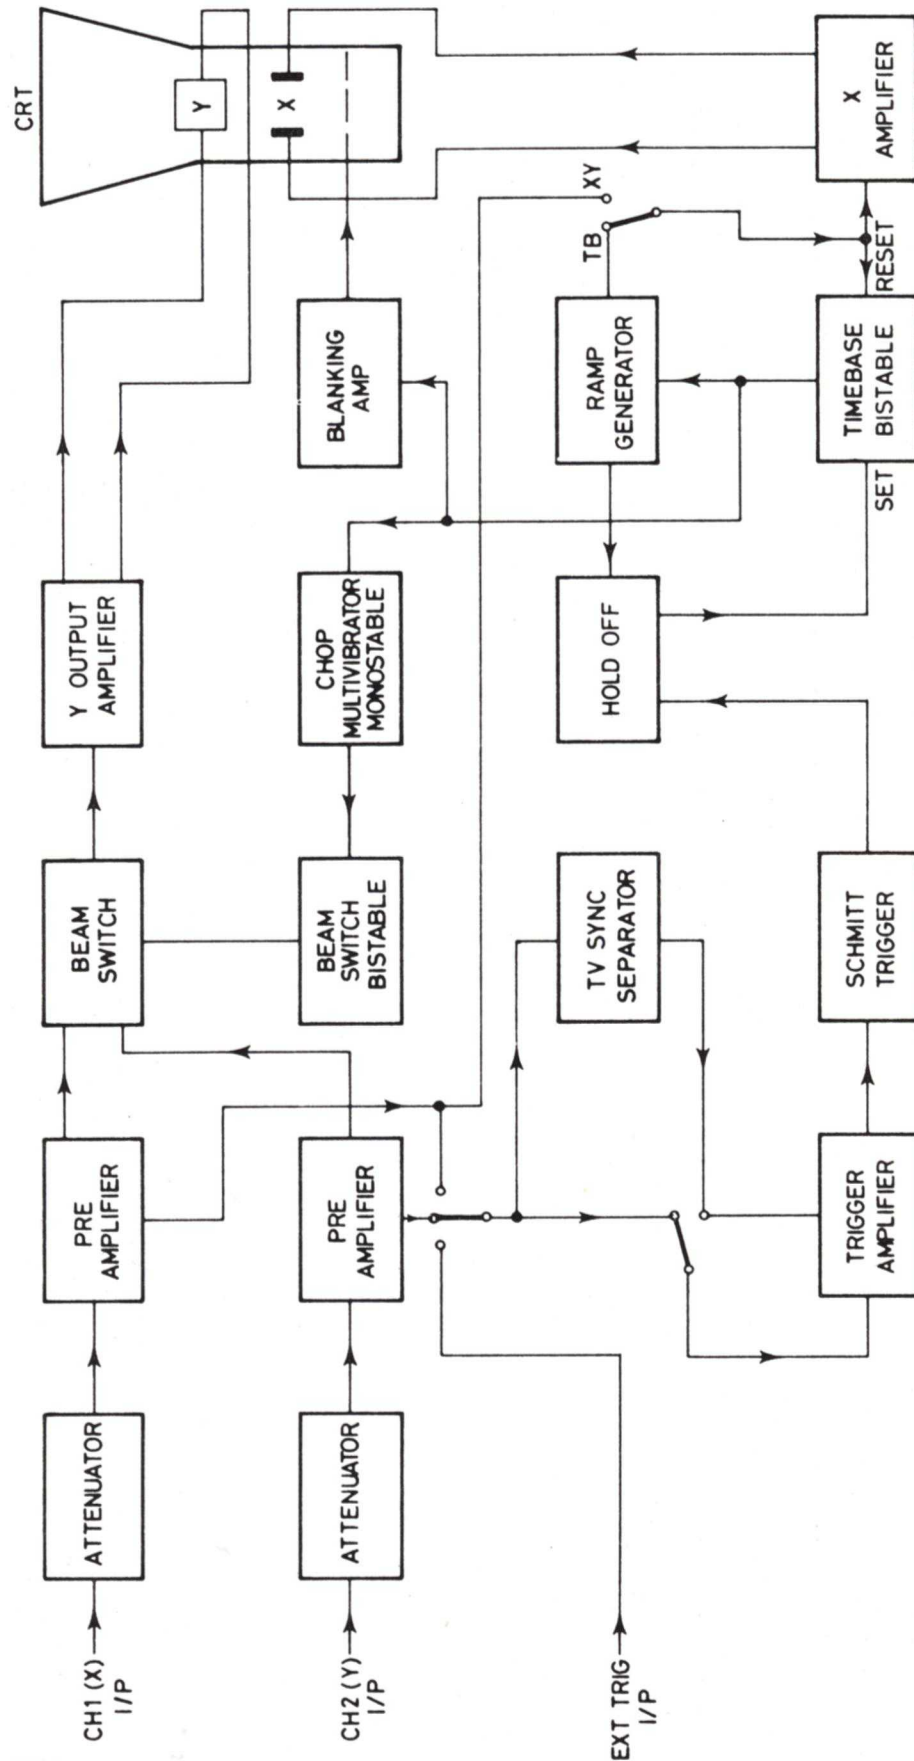 CH1 (X)
I/P
ATTENUATOR
PRE
AMPLIFIER
BEAM
SWITCH
Y OUTPUT
AMPLIFIER
CRT
Y
X
CH2 (Y)
I/P
ATTENUATOR
PRE
AMPLIFIER
BEAM
SWITCH
BISTABLE
CHOP
MULTIVIBRATOR
MONOSTABLE
BLANKING
AMP
EXT TRIG
I/P
TV SYNC
SEPARATOR
HOLD OFF
RAMP
GENERATOR
TB
XY
TRIGGER
AMPLIFIER
SCHMITT
TRIGGER
SET
TIMEBASE
BISTABLE
RESET
X
AMPLIFIER